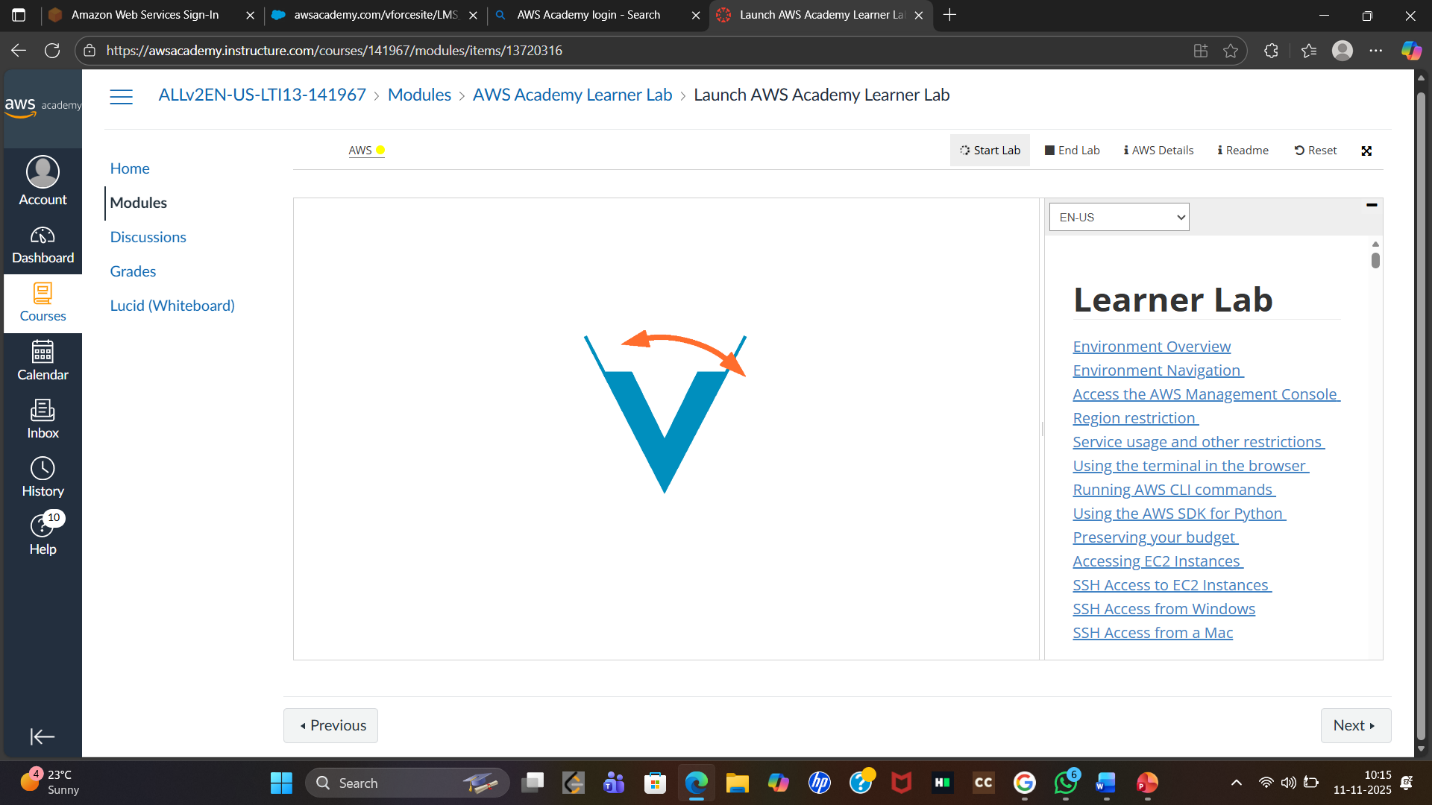 Amazon Web Services Sign-In
awsacademy.com/vforcesite/LMS
AWS Academy login - Search
Launch AWS Academy Learner La
https://awsacademy.instructure.com/courses/141967/modules/items/13720316
aws academy
Account
Dashboard
Courses
Calendar
Inbox
History
10
Help
ALLv2EN-US-LTI13-141967 > Modules > AWS Academy Learner Lab > Launch AWS Academy Learner Lab
Home
Modules
Discussions
Grades
Lucid (Whiteboard)
AWS
Start Lab
End Lab
AWS Details
Readme
Reset
EN-US
Learner Lab
Environment Overview
Environment Navigation
Access the AWS Management Console
Region restriction
Service usage and other restrictions
Using the terminal in the browser
Running AWS CLI commands
Using the AWS SDK for Python
Preserving your budget
Accessing EC2 Instances
SSH Access to EC2 Instances
SSH Access from Windows
SSH Access from a Mac
Previous
Next
4
23°C
Sunny
Search
hp
CC
6
10:15
11-11-2025